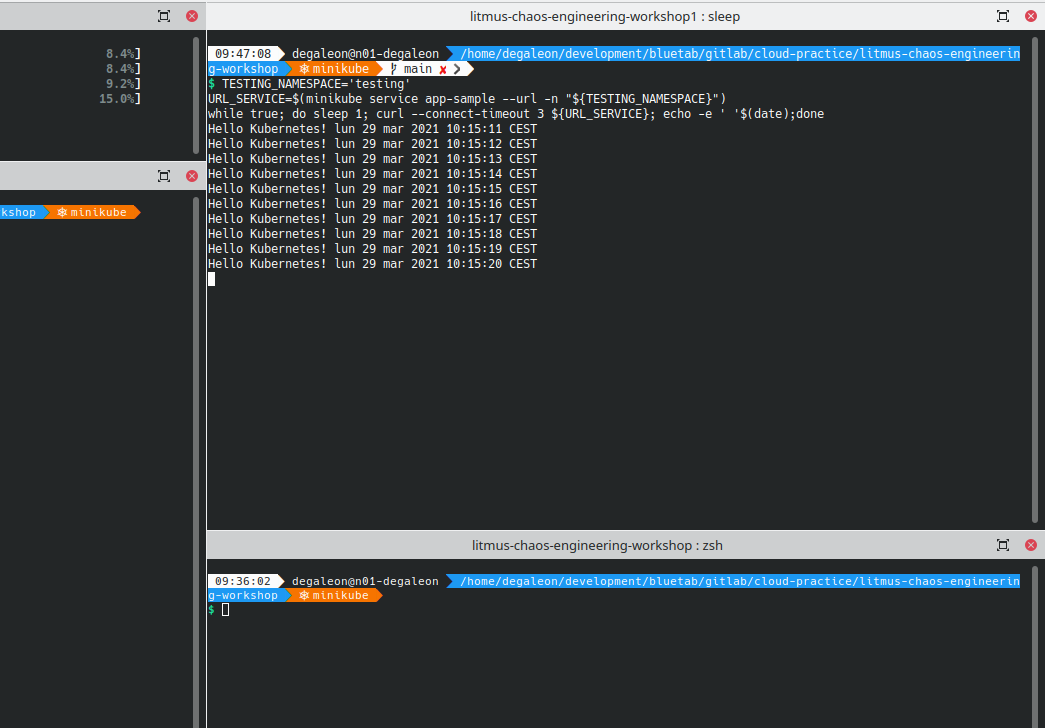 litmus-chaos-engineering-workshop1 : sleep
8.4%]
8.4%]
9.2%]
15.0%]
kshop minikube
09:47:08 degaleon@n01-degaleon /home/degaleon/development/bluetab/gitlab/cloud-practice/litmus-chaos-engineerin
g-workshop minikube main ✘
$ TESTING_NAMESPACE='testing'
URL_SERVICE=$(minikube service app-sample --url -n "${TESTING_NAMESPACE}")
while true; do sleep 1; curl --connect-timeout 3 ${URL_SERVICE}; echo -e ' '$(date);done
Hello Kubernetes! lun 29 mar 2021 10:15:11 CEST
Hello Kubernetes! lun 29 mar 2021 10:15:12 CEST
Hello Kubernetes! lun 29 mar 2021 10:15:13 CEST
Hello Kubernetes! lun 29 mar 2021 10:15:14 CEST
Hello Kubernetes! lun 29 mar 2021 10:15:15 CEST
Hello Kubernetes! lun 29 mar 2021 10:15:16 CEST
Hello Kubernetes! lun 29 mar 2021 10:15:17 CEST
Hello Kubernetes! lun 29 mar 2021 10:15:18 CEST
Hello Kubernetes! lun 29 mar 2021 10:15:19 CEST
Hello Kubernetes! lun 29 mar 2021 10:15:20 CEST
litmus-chaos-engineering-workshop : zsh
09:36:02 degaleon@n01-degaleon /home/degaleon/development/bluetab/gitlab/cloud-practice/litmus-chaos-engineerin
g-workshop minikube
$